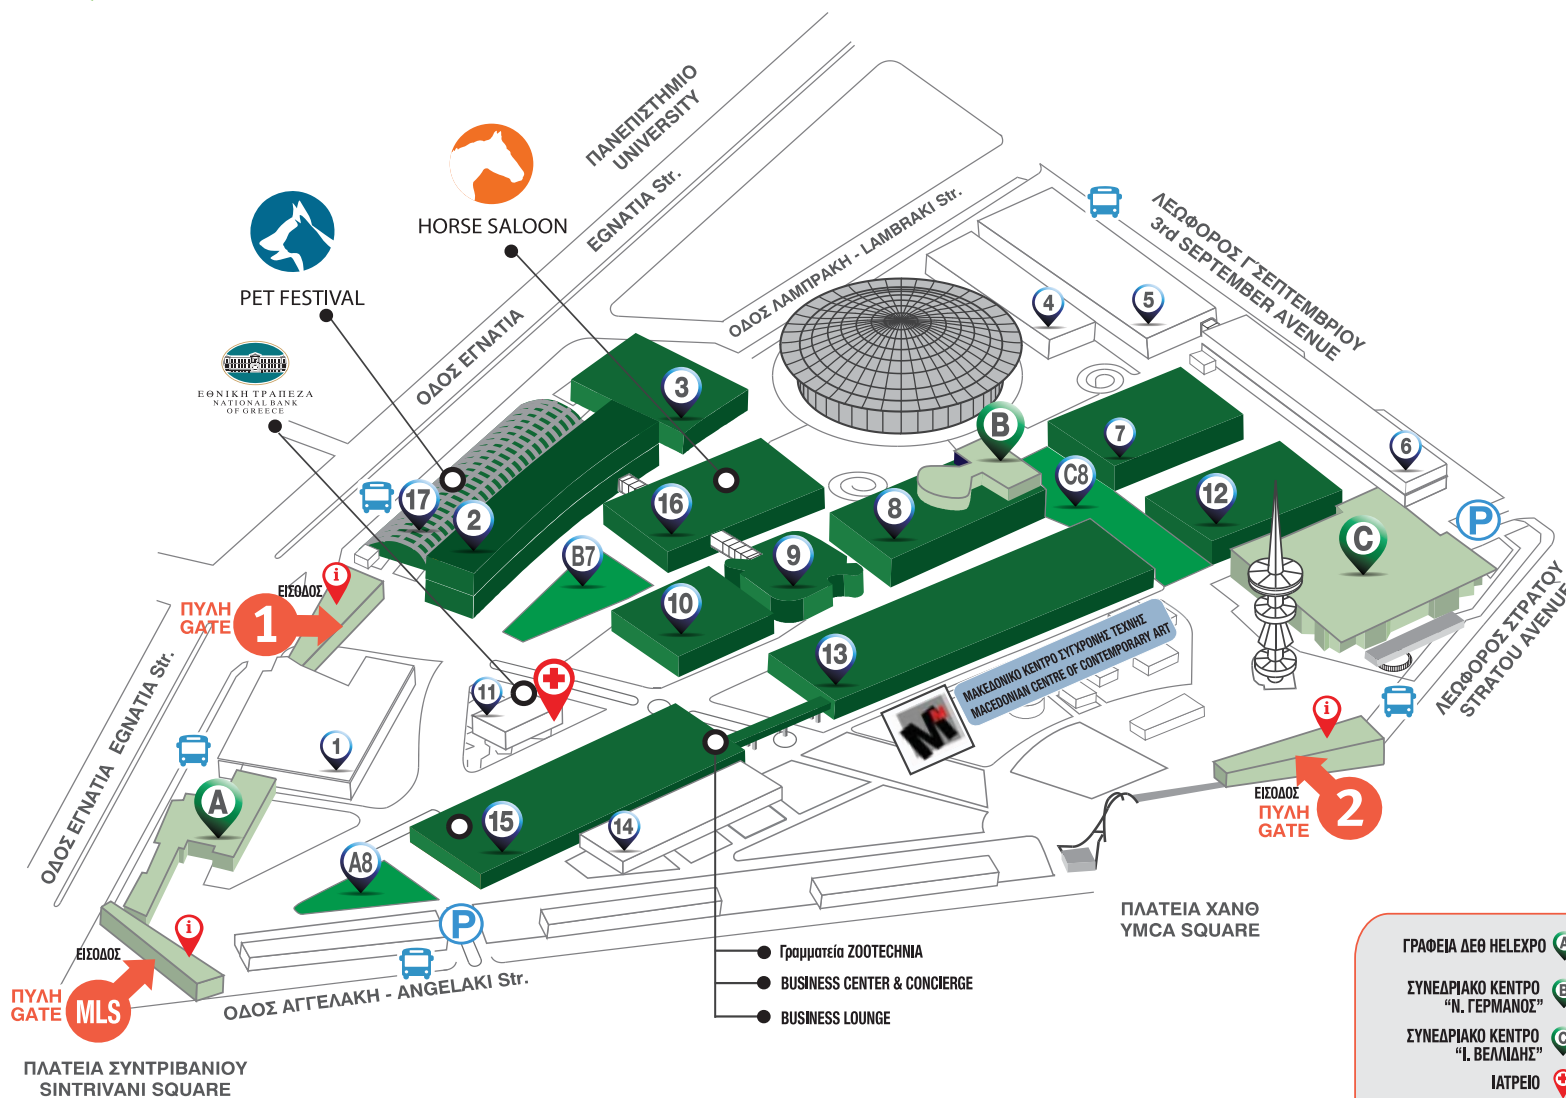 ΠΑΝΕΠΙΣΤΗΜΙΟ
UNIVERSITY
EGNATIA Str.
ΟΔΟΣ ΕΓΝΑΤΙΑ
HORSE SALOON
PET FESTIVAL
ΕΘΝΙΚΗ ΤΡΑΠΕΖΑ
NATIONAL BANK
OF GREECE
ΟΔΟΣ ΛΑΜΠΡΑΚΗ - LAMBRAKI Str.
ΛΕΩΦΟΡΟΣ Γ΄ΣΕΠΤΕΜΒΡΙΟΥ
3rd SEPTEMBER AVENUE
4
5
3
B
7
6
C8
17
2
16
8
12
P
C
B7
9
10
i
ΕΙΣΟΔΟΣ
ΠΥΛΗ
GATE
1
13
ΜΑΚΕΔΟΝΙΚΟ ΚΕΝΤΡΟ ΣΥΓΧΡΟΝΗΣ ΤΕΧΝΗΣ
MACEDONIAN CENTRE OF CONTEMPORARY ART
M
ΛΕΩΦΟΡΟΣ ΣΤΡΑΤΟΥ
STRATOU AVENUE
11
1
i
ΕΙΣΟΔΟΣ
ΠΥΛΗ
GATE
2
ΟΔΟΣ ΕΓΝΑΤΙΑ EGNATIA Str.
A
15
14
A8
P
i
ΕΙΣΟΔΟΣ
ΠΥΛΗ
GATE
MLS
ΟΔΟΣ ΑΓΓΕΛΑΚΗ - ANGELAKI Str.
ΠΛΑΤΕΙΑ ΣΥΝΤΡΙΒΑΝΙΟΥ
SINTRIVANI SQUARE
Γραμματεία ZOOTECHNIA
BUSINESS CENTER & CONCIERGE
BUSINESS LOUNGE
ΠΛΑΤΕΙΑ ΧΑΝΘ
YMCA SQUARE
ΓΡΑΦΕΙΑ ΔΕΘ HELEXPO A
ΣΥΝΕΔΡΙΑΚΟ ΚΕΝΤΡΟ B
“Ν. ΓΕΡΜΑΝΟΣ”
ΣΥΝΕΔΡΙΑΚΟ ΚΕΝΤΡΟ C
“Ι. ΒΕΛΛΙΔΗΣ”
ΙΑΤΡΕΙΟ